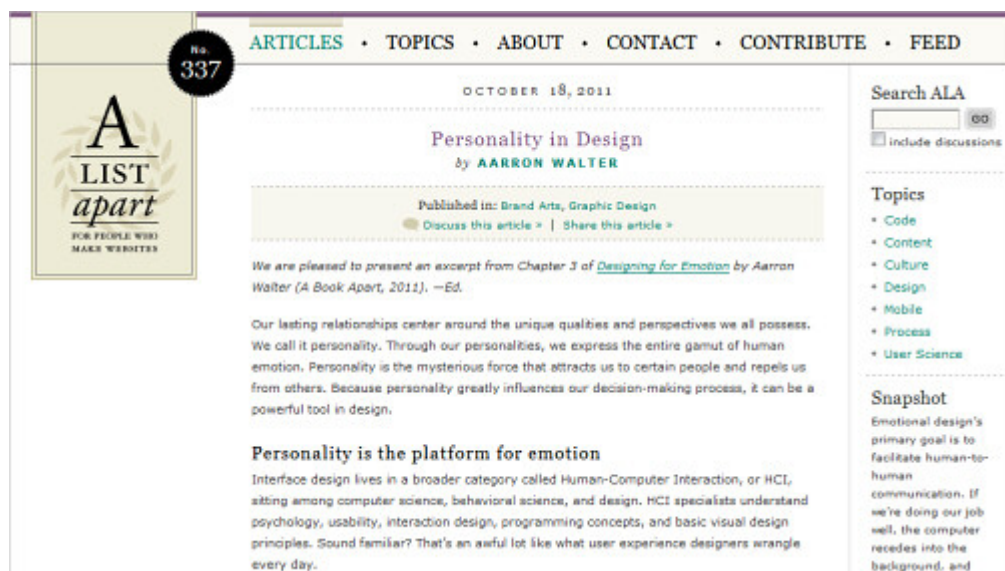 ARTICLES • TOPICS • ABOUT • CONTACT • CONTRIBUTE • FEED
No.
337
A
LIST
apart
FOR PEOPLE WHO
MAKE WEBSITES
OCTOBER 18, 2011
Personality in Design
by AARRON WALTER
Published in: Brand Arts, Graphic Design
Discuss this article » | Share this article »
We are pleased to present an excerpt from Chapter 3 of Designing for Emotion by Aarron
Walter (A Book Apart, 2011). —Ed.
Our lasting relationships center around the unique qualities and perspectives we all possess.
We call it personality. Through our personalities, we express the entire gamut of human
emotion. Personality is the mysterious force that attracts us to certain people and repels us
from others. Because personality greatly influences our decision-making process, it can be a
powerful tool in design.
Personality is the platform for emotion
Interface design lives in a broader category called Human-Computer Interaction, or HCI,
sitting among computer science, behavioral science, and design. HCI specialists understand
psychology, usability, interaction design, programming concepts, and basic visual design
principles. Sound familiar? That's an awful lot like what user experience designers wrangle
every day.
Search ALA
GO
include discussions
Topics
• Code
• Content
• Culture
• Design
• Mobile
• Process
• User Science
Snapshot
Emotional design's
primary goal is to
facilitate human-to-
human
communication. If
we're doing our job
well, the computer
recedes into the
background, and